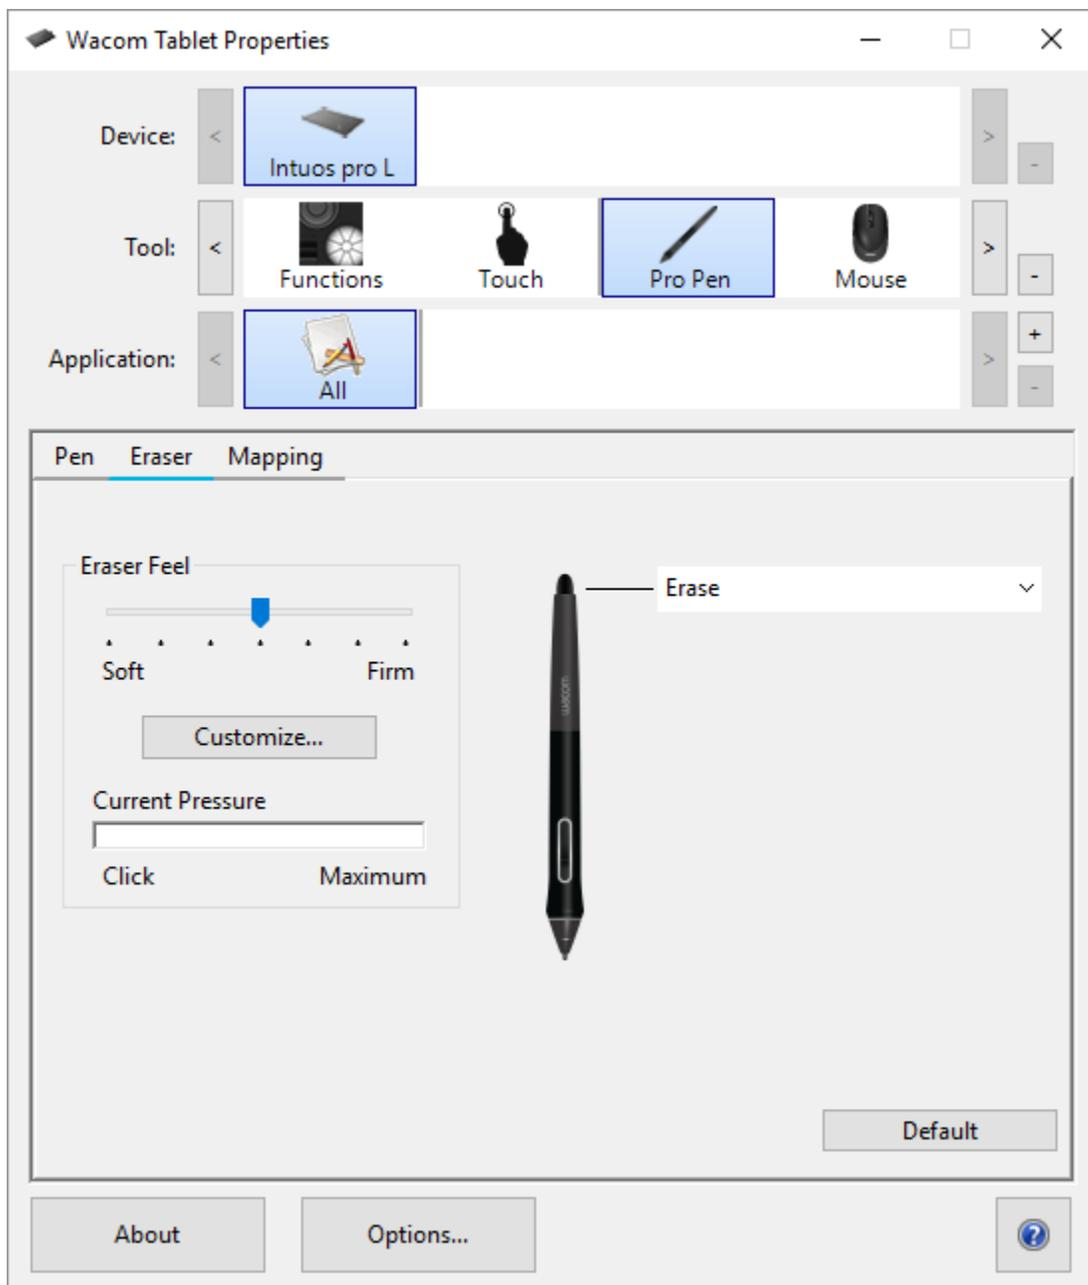 Wacom Tablet Properties
Device:
<
Intuos pro L
>
-
Tool:
<
Functions
Touch
Pro Pen
Mouse
>
-
Application:
<
All
>
+
-
Pen Eraser Mapping
Eraser Feel
Soft Firm
Customize...
Current Pressure
Click Maximum
Erase
wacom
Default
About
Options...
?